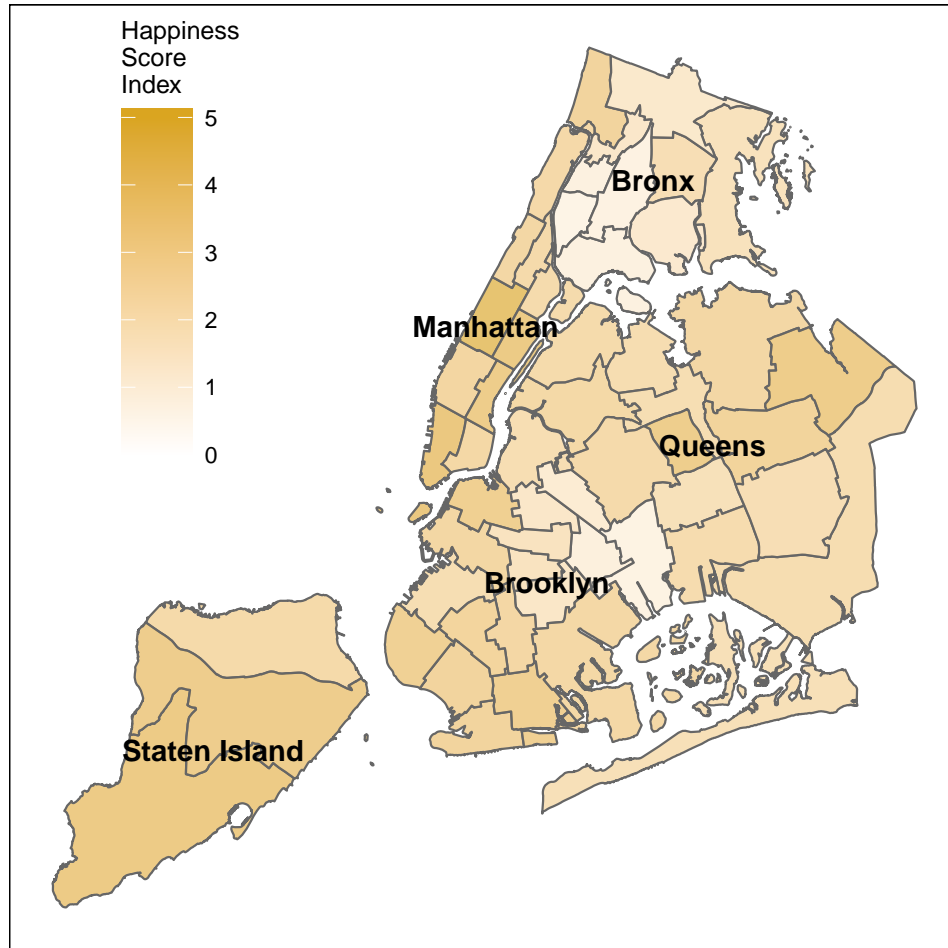 Happiness
Score
Index
5
4
3
2
1
0
Bronx
Manhattan
Queens
Brooklyn
Staten Island